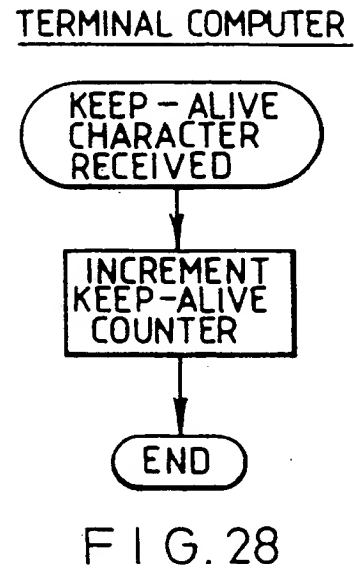 TERMINAL COMPUTER
KEEP-ALIVE
CHARACTER
RECEIVED
INCREMENT
KEEP-ALIVE
COUNTER
END
FIG. 28